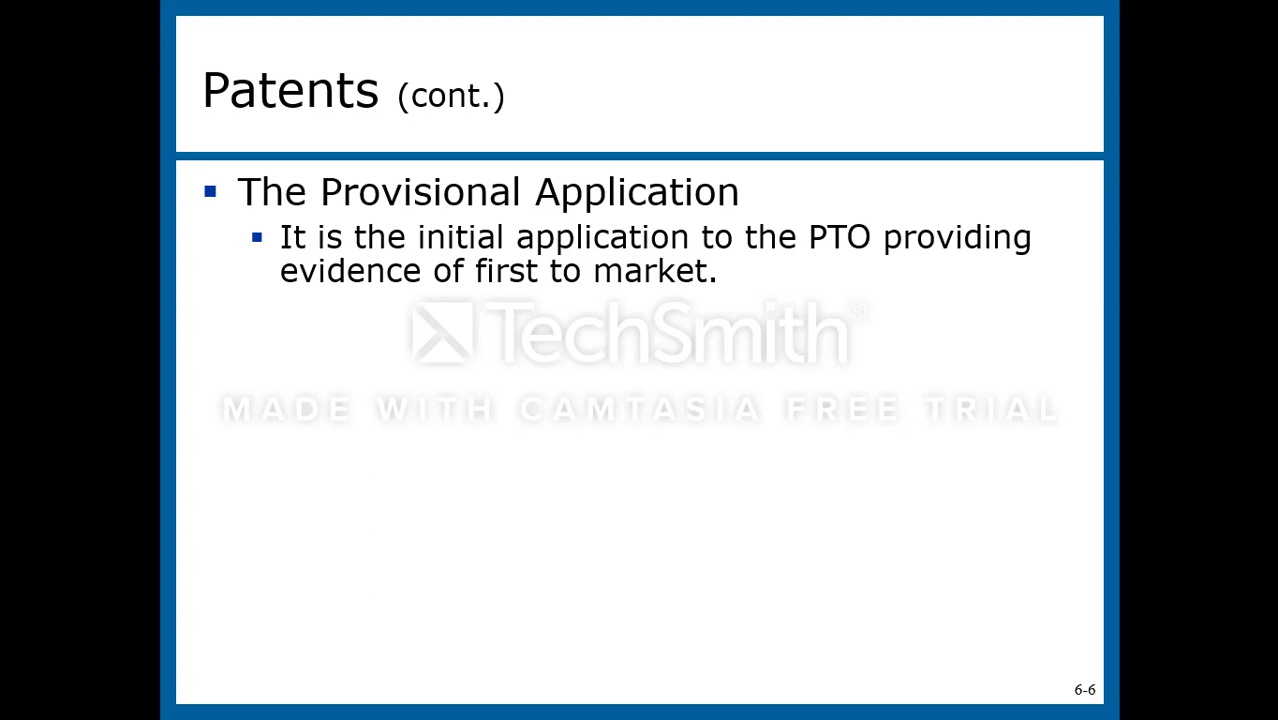 Patents (cont.)
The Provisional Application
It is the initial application to the PTO providing
evidence of first to market.
TechSmith®
MADE WITH CAMTASIA FREE TRIAL
6-6